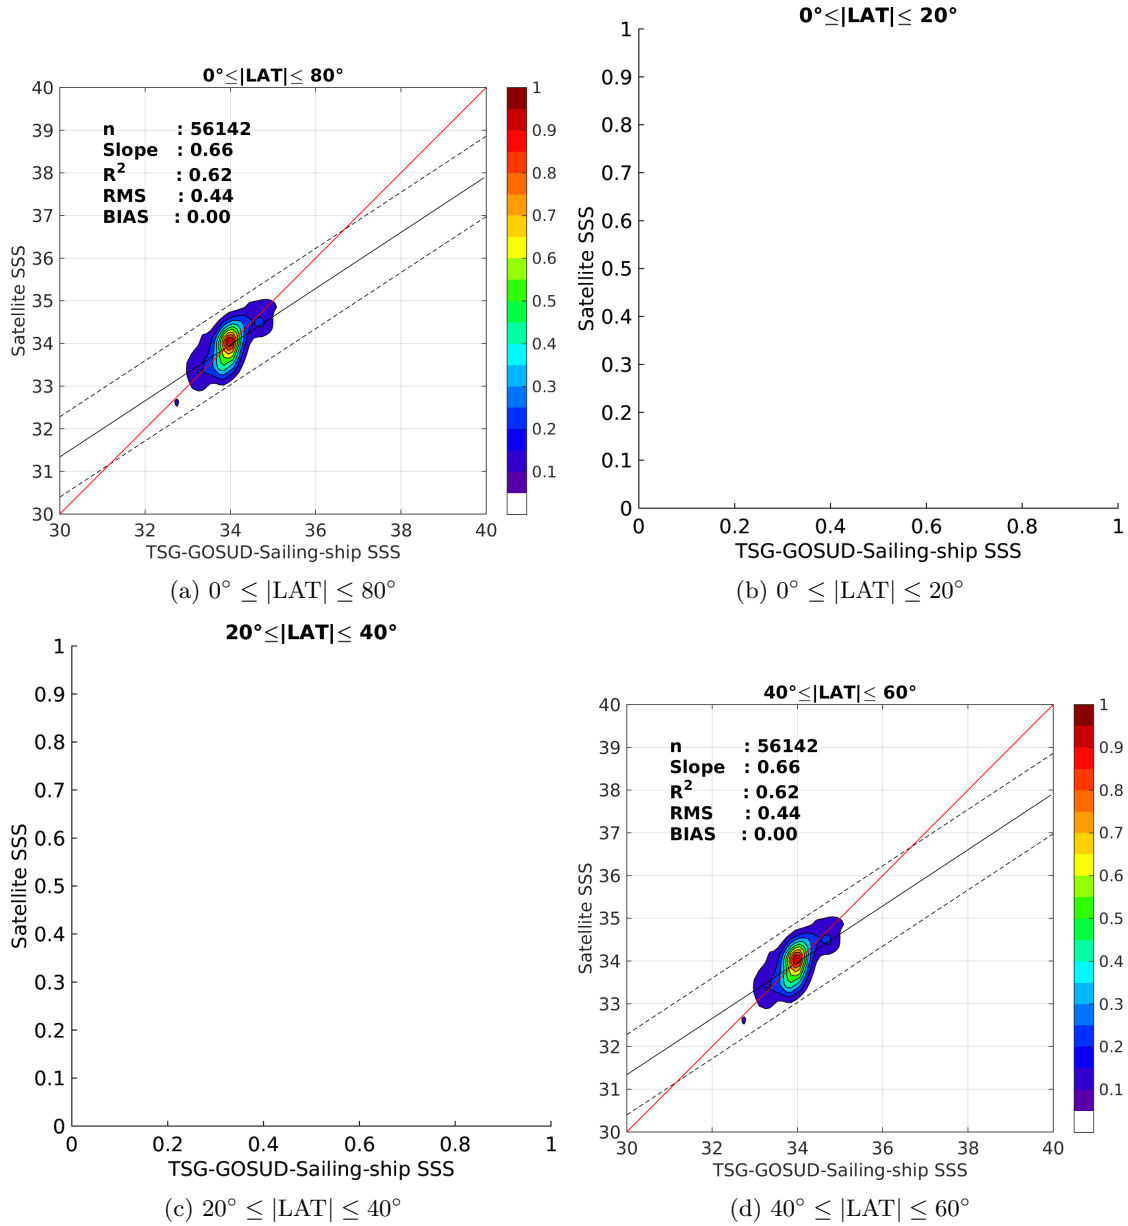 0°≤|LAT|≤ 80°
40
39
38
37
36
35
34
33
32
31
30
30 32 34 36 38 40
n : 56142
Slope : 0.66
R² : 0.62
RMS : 0.44
BIAS : 0.00
Satellite SSS
TSG-GOSUD-Sailing-ship SSS
1
0.9
0.8
0.7
0.6
0.5
0.4
0.3
0.2
0.1
(a) 0° ≤ |LAT| ≤ 80°
0°≤|LAT|≤ 20°
1
0.9
0.8
0.7
0.6
0.5
0.4
0.3
0.2
0.1
0
0 0.2 0.4 0.6 0.8 1
Satellite SSS
TSG-GOSUD-Sailing-ship SSS
(b) 0° ≤ |LAT| ≤ 20°
20°≤|LAT|≤ 40°
1
0.9
0.8
0.7
0.6
0.5
0.4
0.3
0.2
0.1
0
0 0.2 0.4 0.6 0.8 1
Satellite SSS
TSG-GOSUD-Sailing-ship SSS
(c) 20° ≤ |LAT| ≤ 40°
40°≤|LAT|≤ 60°
40
39
38
37
36
35
34
33
32
31
30
30 32 34 36 38 40
n : 56142
Slope : 0.66
R² : 0.62
RMS : 0.44
BIAS : 0.00
Satellite SSS
TSG-GOSUD-Sailing-ship SSS
1
0.9
0.8
0.7
0.6
0.5
0.4
0.3
0.2
0.1
(d) 40° ≤ |LAT| ≤ 60°